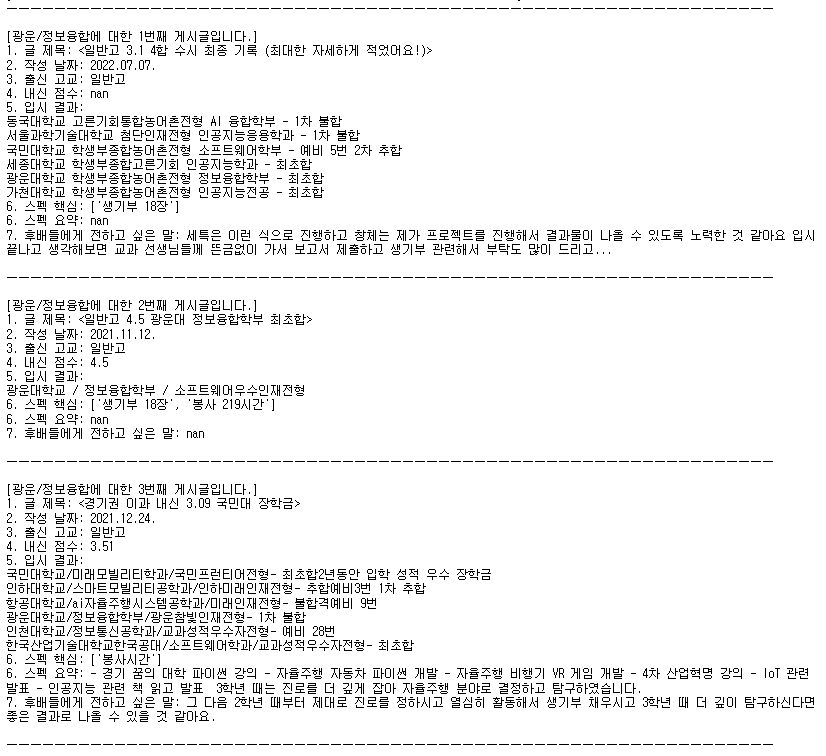 [광운/정보융합에 대한 1번째 게시글입니다.]
1. 글 제목: <일반고 3.1 4합 수시 최종 기록 (최대한 자세하게 적었어요!)>
2. 작성 날짜: 2022.07.07.
3. 출신 고교: 일반고
4. 내신 점수: nan
5. 입시 결과:
동국대학교 고른기회통합농어촌전형 AI 융합학부 - 1차 불합
서울과학기술대학교 첨단인재전형 인공지능응용학과 - 1차 불합
국민대학교 학생부종합농어촌전형 소프트웨어학부 - 예비 5번 2차 추합
세종대학교 학생부종합고른기회 인공지능학과 - 최초합
광운대학교 학생부종합농어촌전형 정보융합학부 - 최초합
가천대학교 학생부종합농어촌전형 인공지능전공 - 최초합
6. 스펙 핵심: ['생기부 18장']
6. 스펙 요약: nan
7. 후배들에게 전하고 싶은 말: 세특은 이런 식으로 진행하고 창체는 제가 프로젝트를 진행해서 결과물이 나올 수 있도록 노력한 것 같아요 입시
끝나고 생각해보면 교과 선생님들께 뜬금없이 가서 보고서 제출하고 생기부 관련해서 부탁도 많이 드리고...
[광운/정보융합에 대한 2번째 게시글입니다.]
1. 글 제목: <일반고 4.5 광운대 정보융합학부 최초합>
2. 작성 날짜: 2021.11.12.
3. 출신 고교: 일반고
4. 내신 점수: 4.5
5. 입시 결과:
광운대학교 / 정보융합학부 / 소프트웨어우수인재전형
6. 스펙 핵심: ['생기부 18장', '봉사 219시간']
6. 스펙 요약: nan
7. 후배들에게 전하고 싶은 말: nan
[광운/정보융합에 대한 3번째 게시글입니다.]
1. 글 제목: <경기권 이과 내신 3.09 국민대 장학금>
2. 작성 날짜: 2021.12.24.
3. 출신 고교: 일반고
4. 내신 점수: 3.51
5. 입시 결과:
국민대학교/미래모빌리티학과/국민프런티어전형- 최초합2년동안 입학 성적 우수 장학금
인하대학교/스마트모빌리티공학과/인하미래인재전형- 추합예비3번 1차 추합
항공대학교/ai자율주행시스템공학과/미래인재전형- 불합격예비 9번
광운대학교/정보융합학부/광운참빛인재전형- 1차 불합
인천대학교/정보통신공학과/교과성적우수자전형- 예비 28번
한국산업기술대학교한국공대/소프트웨어학과/교과성적우수자전형- 최초합
6. 스펙 핵심: ['봉사시간']
6. 스펙 요약: - 경기 꿈의 대학 파이썬 강의 - 자율주행 자동차 파이썬 개발 - 자율주행 비행기 VR 게임 개발 - 4차 산업혁명 강의 - IoT 관련
발표 - 인공지능 관련 책 읽고 발표  3학년 때는 진로를 더 깊게 잡아 자율주행 분야로 결정하고 탐구하였습니다.
7. 후배들에게 전하고 싶은 말: 그 다음 2학년 때부터 제대로 진로를 정하시고 열심히 활동해서 생기부 채우시고 3학년 때 더 깊이 탐구하신다면
좋은 결과로 나올 수 있을 것 같아요.